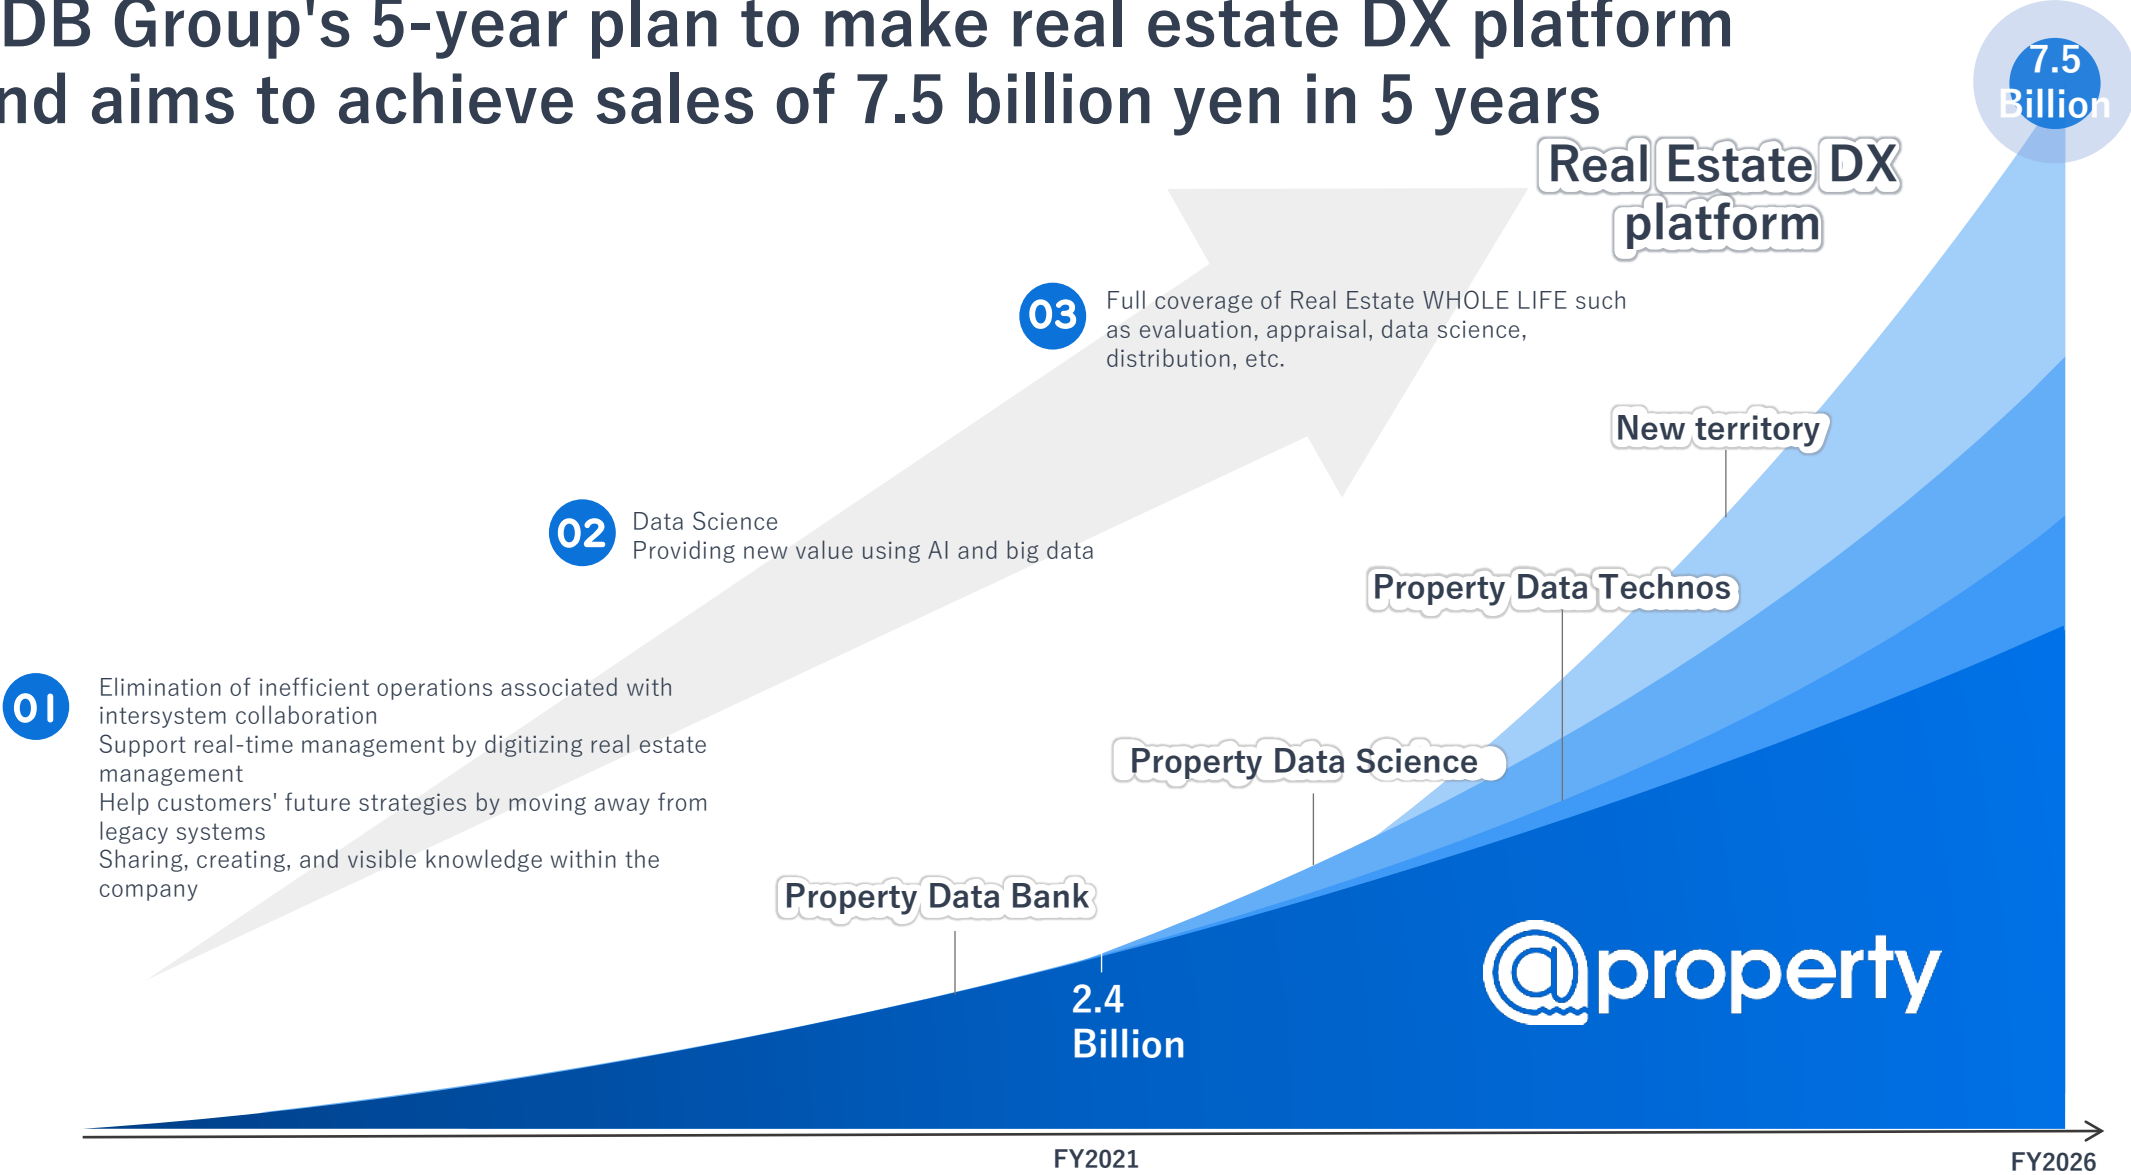 DB Group's 5-year plan to make real estate DX platform
nd aims to achieve sales of 7.5 billion yen in 5 years
7.5
Billion
Real Estate DX
platform
03
Full coverage of Real Estate WHOLE LIFE such
as evaluation, appraisal, data science,
distribution, etc.
New territory
02
Data Science
Providing new value using AI and big data
Property Data Technos
01
Elimination of inefficient operations associated with
intersystem collaboration
Support real-time management by digitizing real estate
management
Help customers' future strategies by moving away from
legacy systems
Sharing, creating, and visible knowledge within the
company
Property Data Science
Property Data Bank
@property
2.4
Billion
FY2021
FY2026